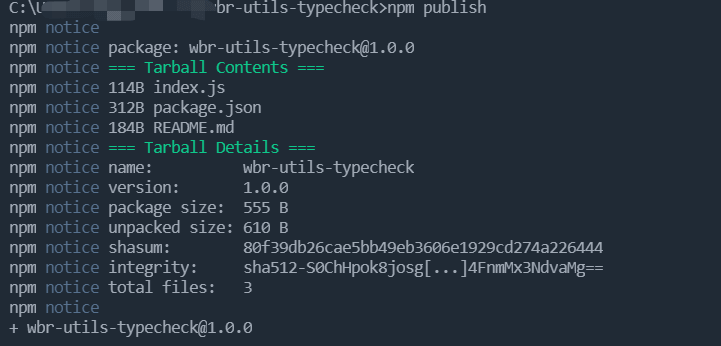 C:\U wbr-utils-typecheck>npm publish
npm notice
npm notice package: wbr-utils-typecheck@1.0.0
npm notice === Tarball Contents ===
npm notice 114B index.js
npm notice 312B package.json
npm notice 184B README.md
npm notice === Tarball Details ===
npm notice name: wbr-utils-typecheck
npm notice version: 1.0.0
npm notice package size: 555 B
npm notice unpacked size: 610 B
npm notice shasum: 80f39db26cae5bb49eb3606e1929cd274a226444
npm notice integrity: sha512-S0ChHpok8josg[...]4FnmMx3NdvaMg==
npm notice total files: 3
npm notice
+ wbr-utils-typecheck@1.0.0